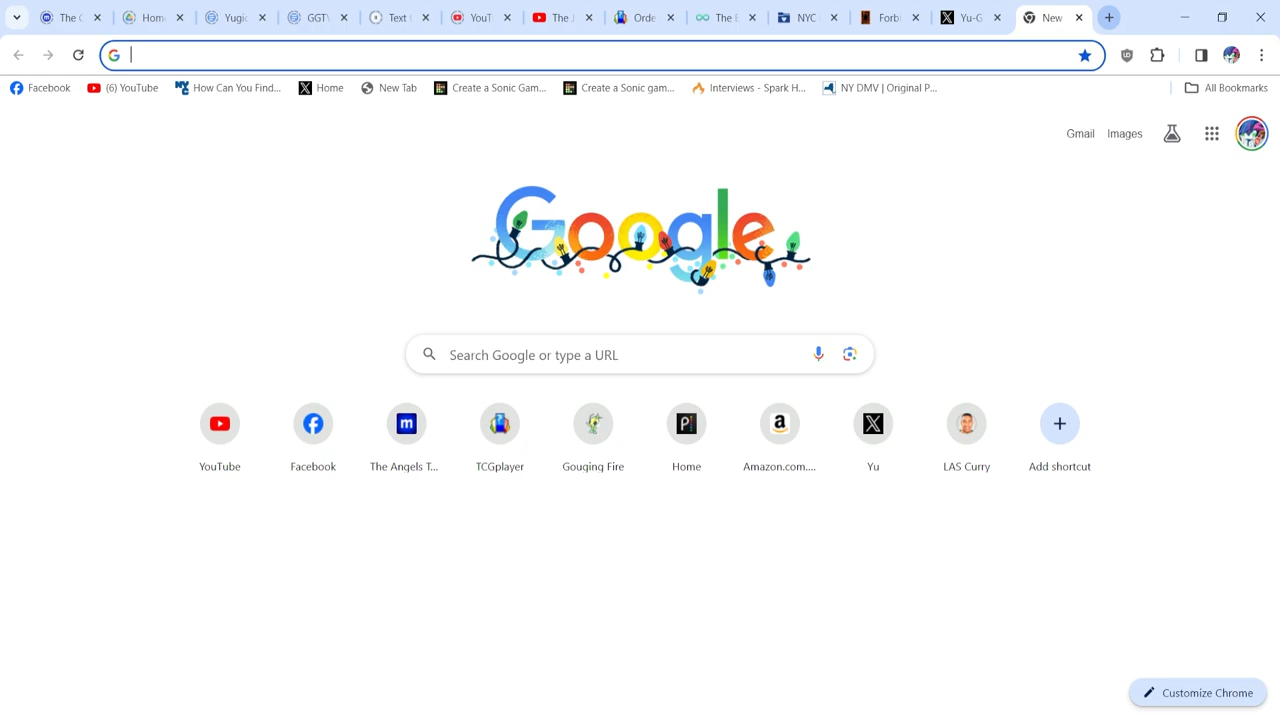 The C
Home
Yugio
GGTV
Text t
YouT
The J
Orde
The E
NYC
Forb
Yu-G
New
Facebook
(6) YouTube
How Can You Find...
Home
New Tab
Create a Sonic Gam...
Create a Sonic gam...
Interviews - Spark H...
NY DMV | Original P...
All Bookmarks
Gmail
Images
Google
Search Google or type a URL
YouTube
Facebook
The Angels T...
TCGplayer
Gouging Fire
Home
Amazon.com....
Yu
LAS Curry
Add shortcut
Customize Chrome